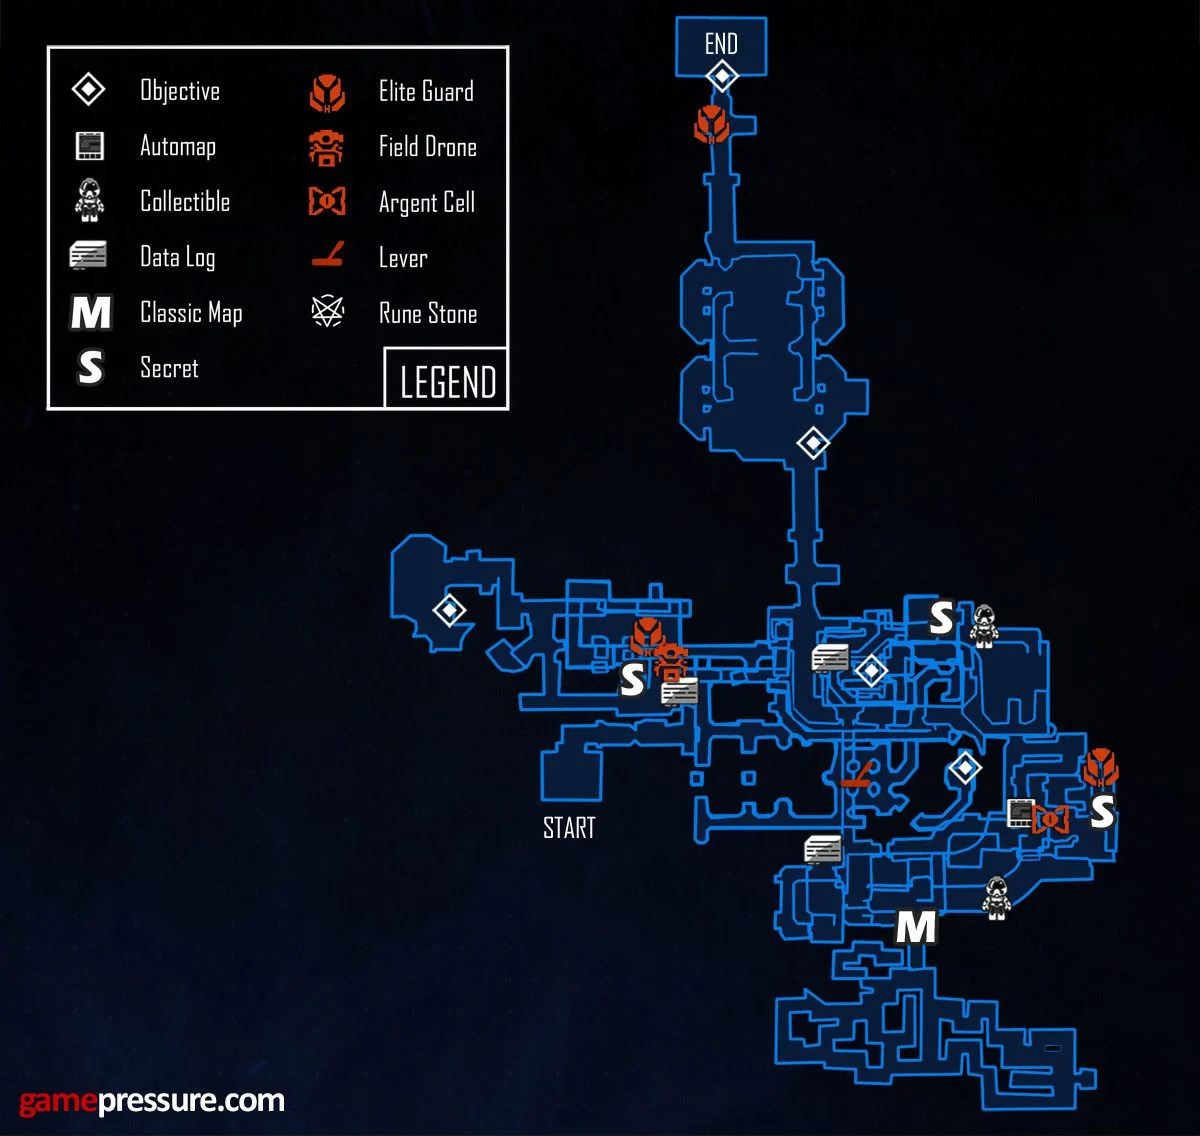 END
Objective
Elite Guard
Automap
Field Drone
Collectible
Argent Cell
Data Log
Lever
M Classic Map
Rune Stone
S Secret
LEGEND
S
S
S
START
M
gamepressure.com